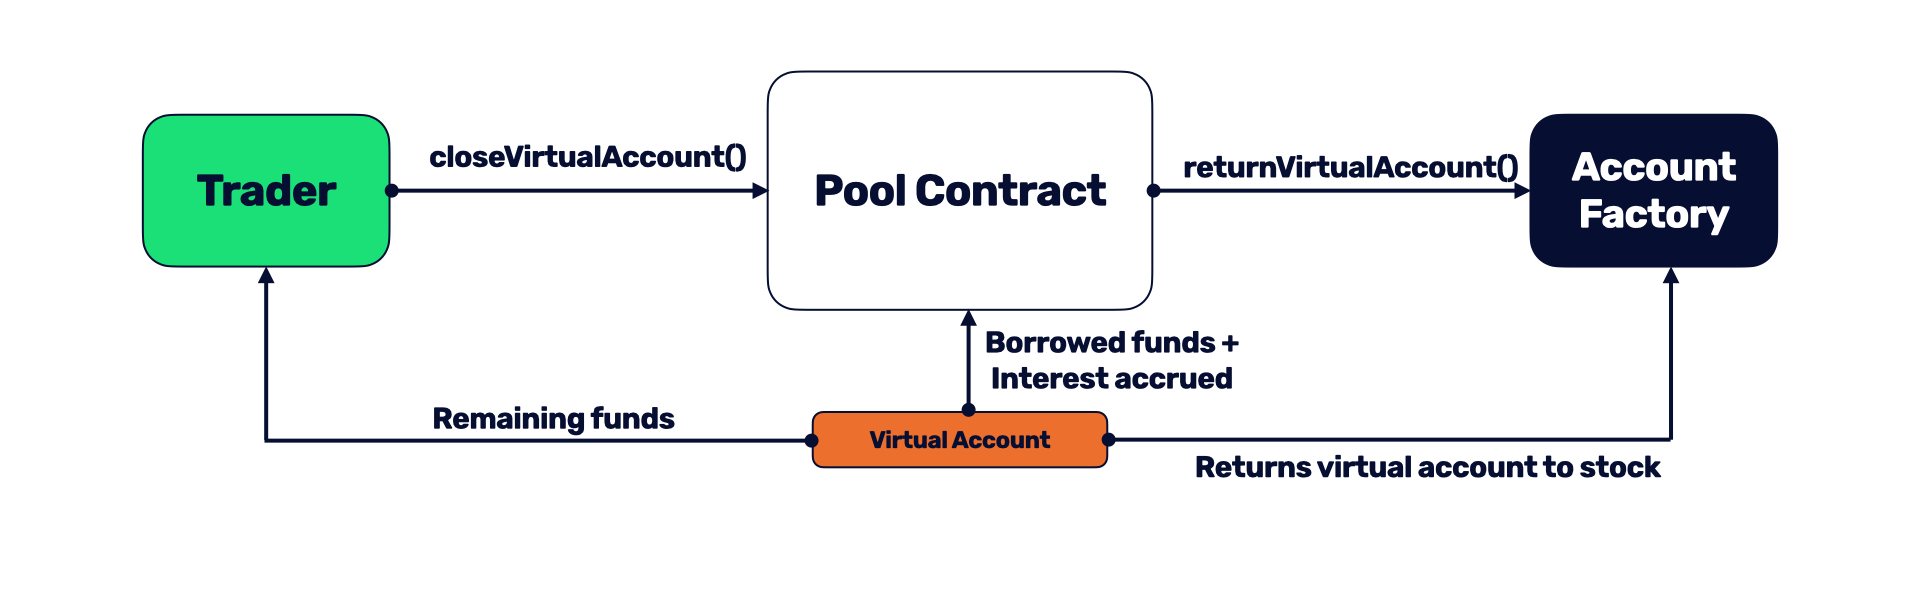 closeVirtualAccount()
returnVirtualAccount()
Trader
Pool Contract
Account
Factory
Borrowed funds +
Interest accrued
Remaining funds
Virtual Account
Returns virtual account to stock